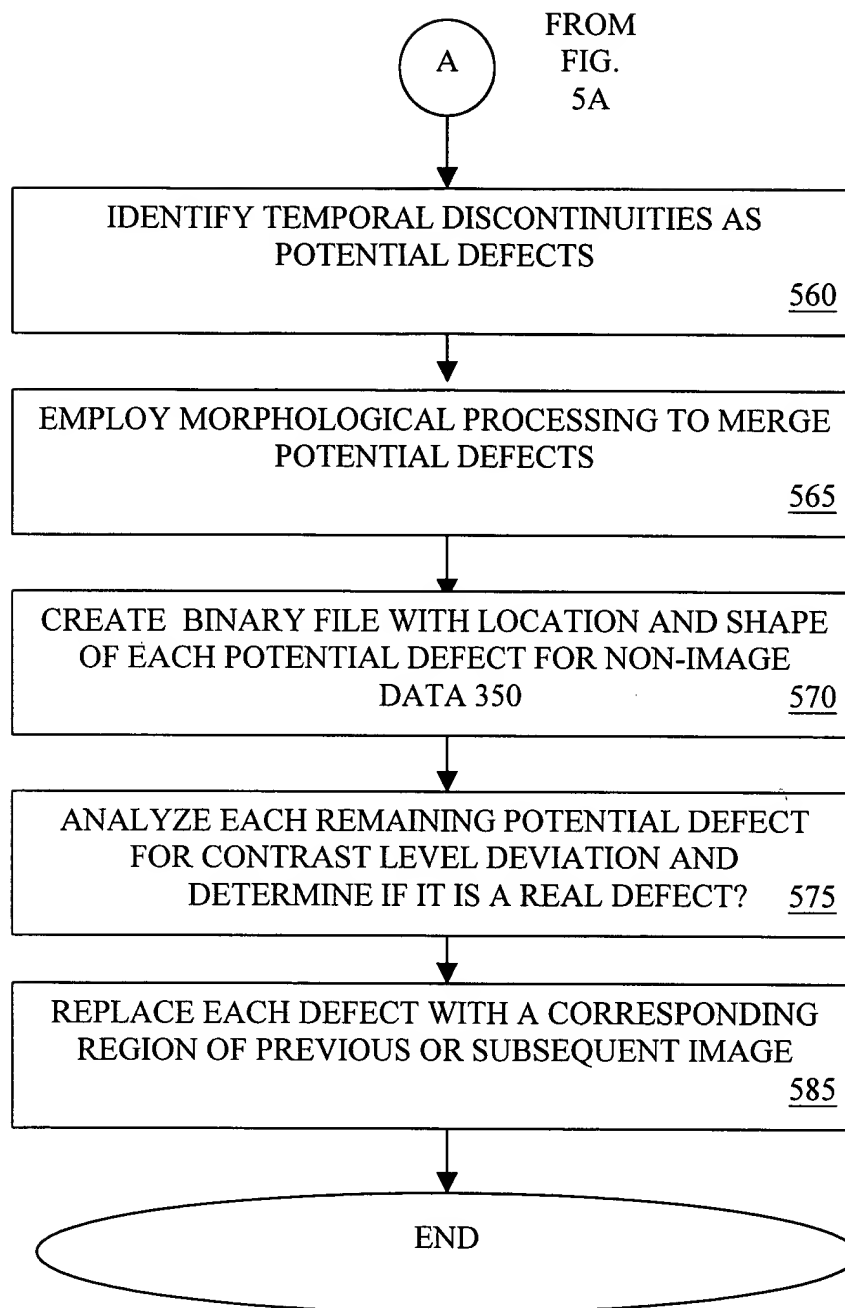 A
FROM
FIG.
5A
IDENTIFY TEMPORAL DISCONTINUITIES AS
POTENTIAL DEFECTS
560
EMPLOY MORPHOLOGICAL PROCESSING TO MERGE
POTENTIAL DEFECTS
565
CREATE BINARY FILE WITH LOCATION AND SHAPE
OF EACH POTENTIAL DEFECT FOR NON-IMAGE
DATA 350 570
ANALYZE EACH REMAINING POTENTIAL DEFECT
FOR CONTRAST LEVEL DEVIATION AND
DETERMINE IF IT IS A REAL DEFECT? 575
REPLACE EACH DEFECT WITH A CORRESPONDING
REGION OF PREVIOUS OR SUBSEQUENT IMAGE
585
END